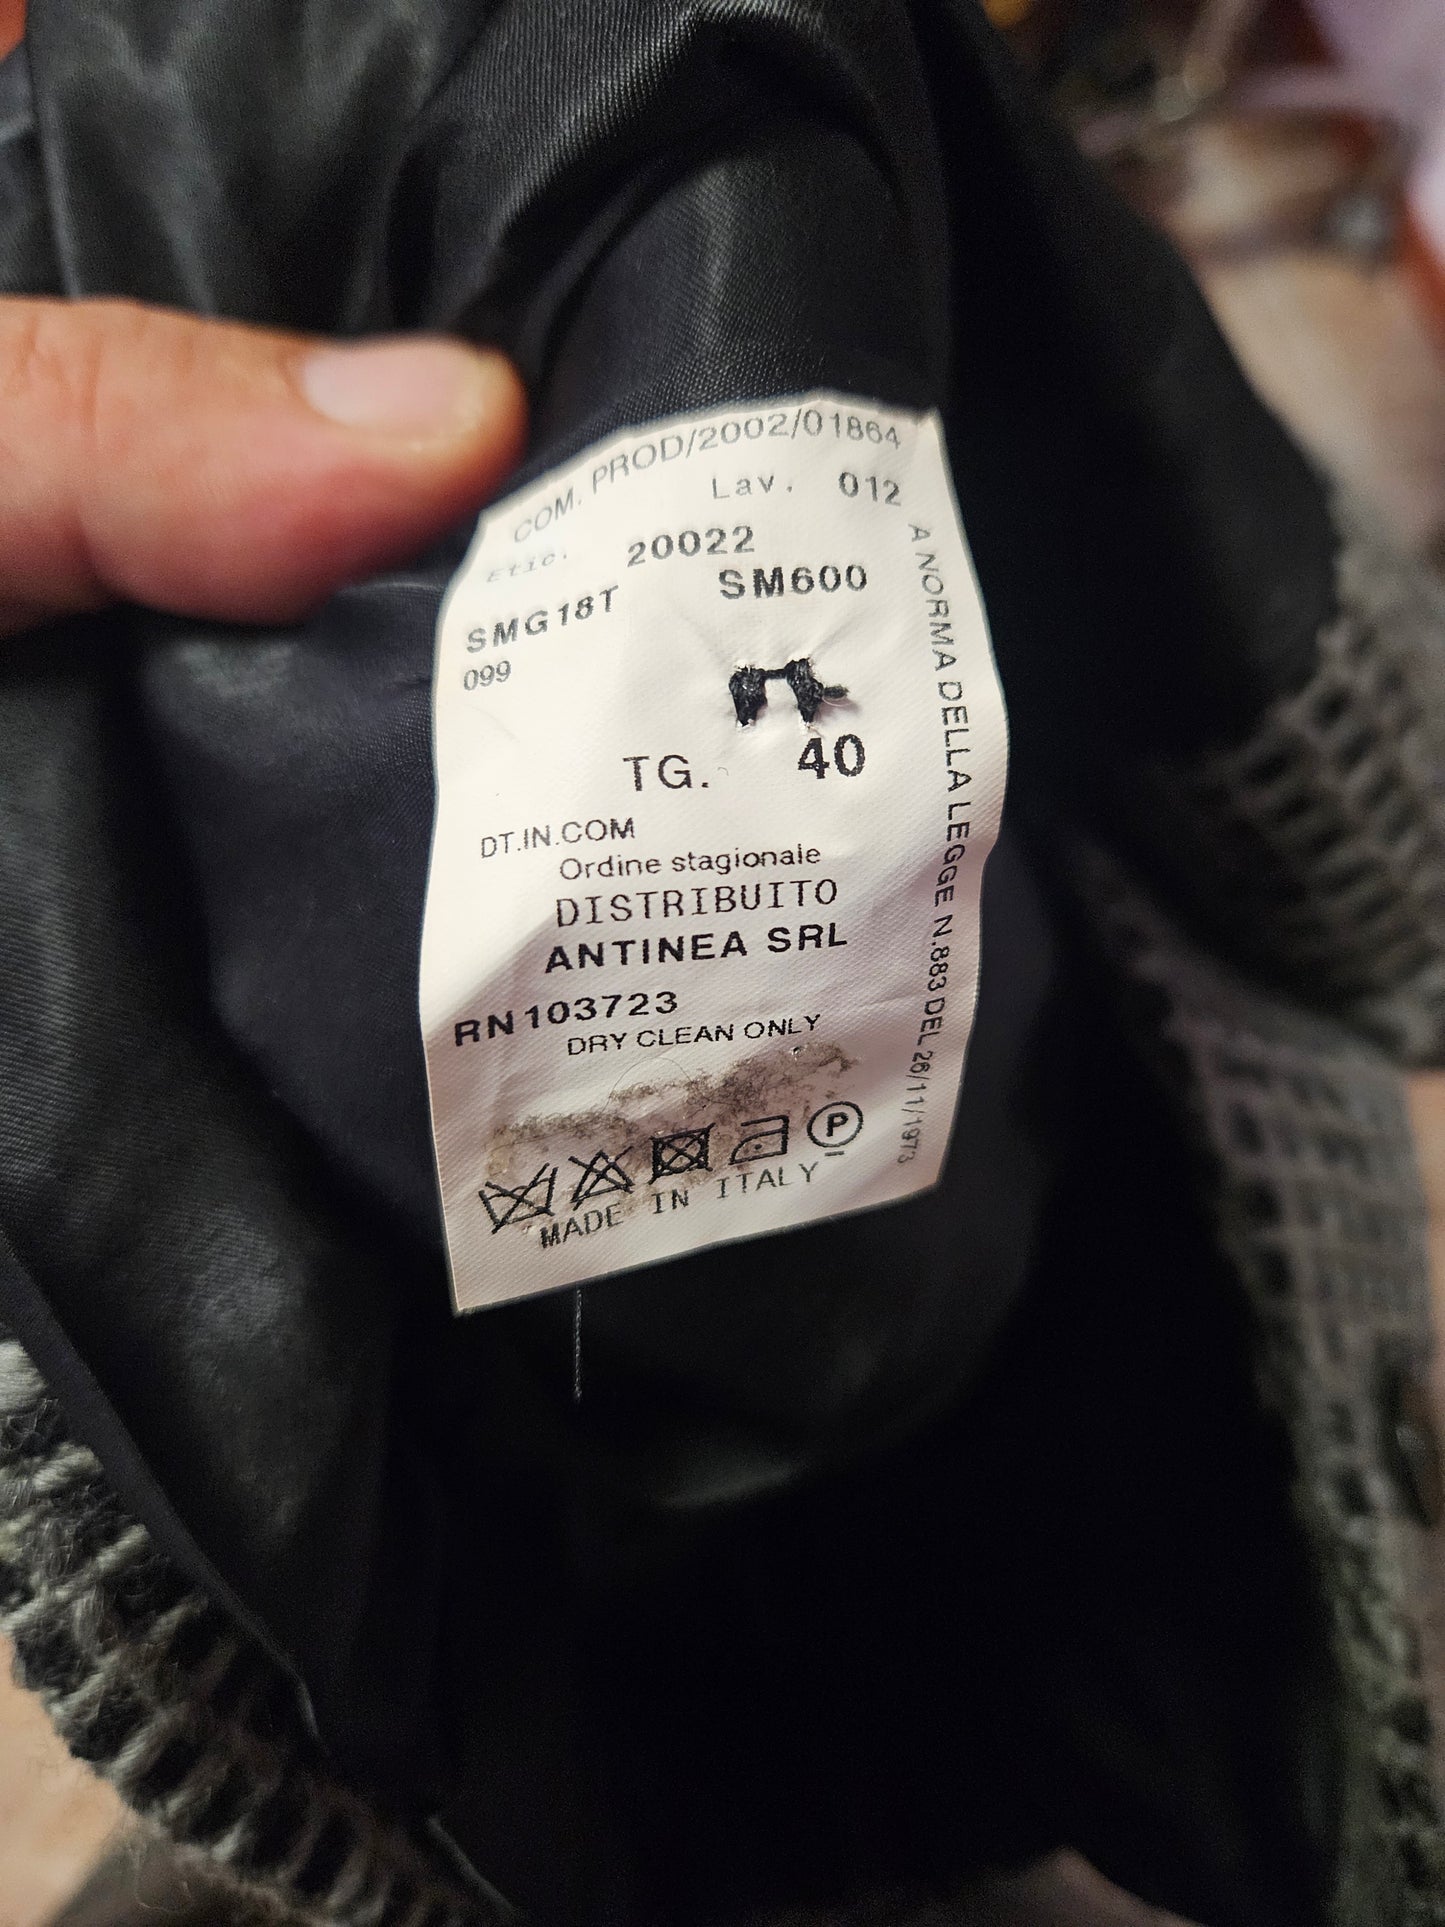 COM. PROD/2002/01864
Lav. 012
Etic. 20022
SMG18T SM600
099
TG. 40
DT.IN.COM
Ordine stagionale
DISTRIBUITO
ANTINEA SRL
RN103723
DRY CLEAN ONLY
P
MADE IN ITALY
A NORMA DELLA LEGGE N.883 DEL 26/11/1973